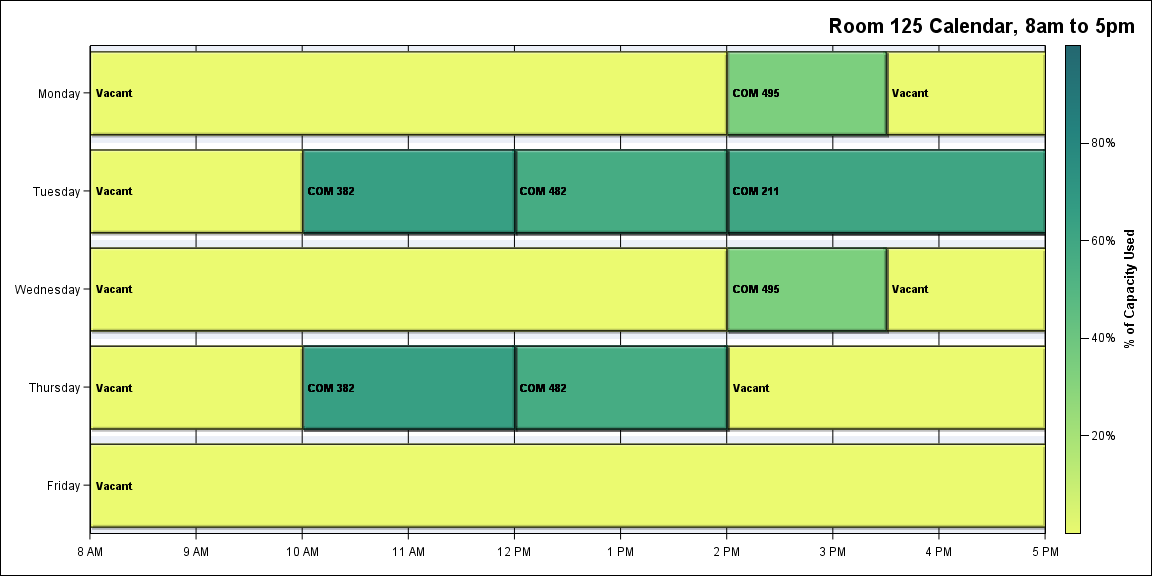 Room 125 Calendar, 8am to 5pm
Monday
Vacant
COM 495
Vacant
Tuesday
Vacant
COM 382
COM 482
COM 211
Wednesday
Vacant
COM 495
Vacant
Thursday
Vacant
COM 382
COM 482
Vacant
Friday
Vacant
8 AM 9 AM 10 AM 11 AM 12 PM 1 PM 2 PM 3 PM 4 PM 5 PM
80%
60%
40%
20%
% of Capacity Used